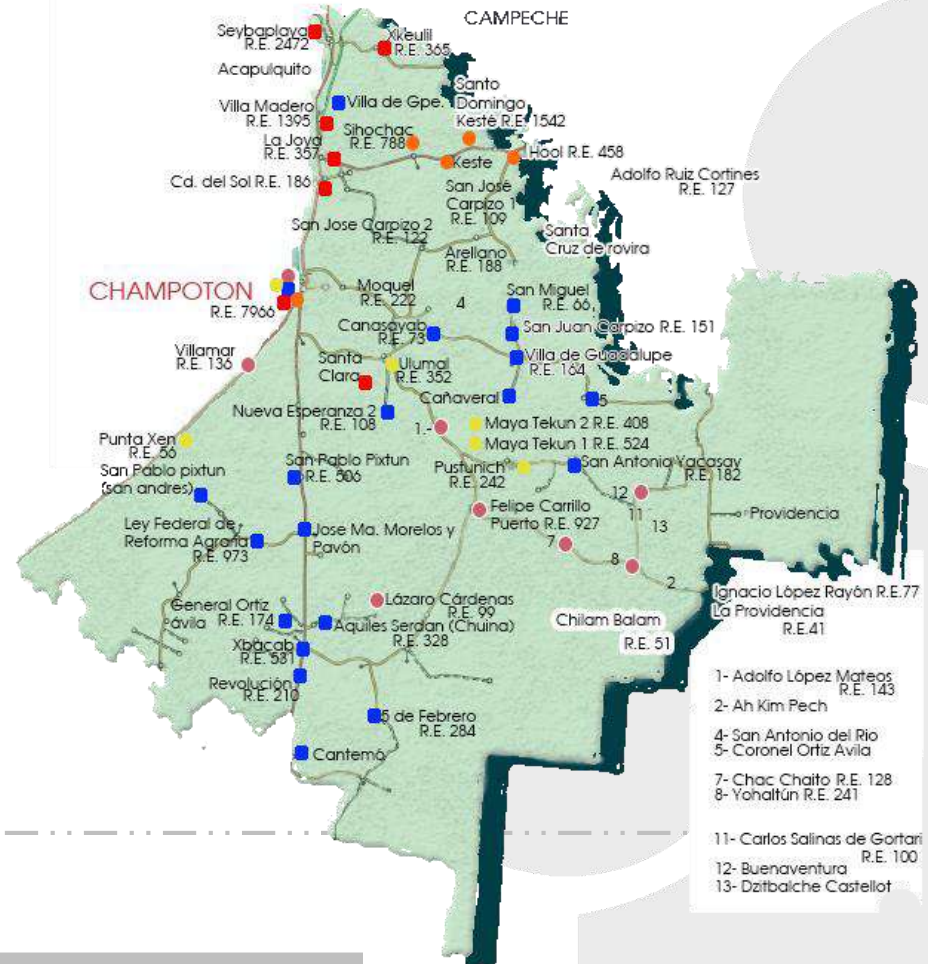 CAMPECHE
Seybaplaya
R.E. 2472
Xkeulil
R.E. 365
Acapulquito
Santo
Domingo
Kesté R.E. 1542
Villa Madero
R.E. 1395
Villa de Gpe.
Sihochac
R.E. 788
La Joya
R.E. 357
Keste
Hool R.E. 458
Cd. del Sol R.E. 186
Adolfo Ruiz Cortines
R.E. 127
San José
Carpizo 1
R.E. 109
San Jose Carpizo 2
R.E. 122
Santa
Cruz de rovira
Arellano
R.E. 188
CHAMPOTON
R.E. 7966
Moquel
R.E. 222
4
San Miguel
R.E. 66
Canasayab
R.E. 73
San Juan Carpizo R.E. 151
Villamar
R.E. 136
Santa
Clara
Ulumal
R.E. 352
Villa de Guadalupe
R.E. 164
Cañaveral
5
Nueva Esperanza 2
R.E. 108
1.-
Maya Tekun 2 R.E. 408
Maya Tekun 1 R.E. 524
Punta Xen
R.E. 56
San Pablo pixtun
(san andres)
San Pablo Pixtun
R.E. 506
Pustunich
R.E. 242
San Antonio Yacasay
R.E. 182
12
11
13
Felipe Carrillo
Puerto R.E. 927
Providencia
Ley Federal de
Reforma Agraria
R.E. 973
Jose Ma. Morelos y
Pavón
7
8
2
Lázaro Cárdenas
R.E. 99
General Ortiz
ávila
R.E. 174
Aquiles Serdan (Chuina)
R.E. 328
Chilam Balam
R.E. 51
Ignacio López Rayón R.E.77
La Providencia
R.E.41
Xbacab
R.E. 531
Revolución
R.E. 210
5 de Febrero
R.E. 284
Cantemó
1- Adolfo López Mateos
R.E. 143
2- Ah Kim Pech
4- San Antonio del Rio
5- Coronel Ortiz Avila
7- Chac Chaito R.E. 128
8- Yohaltún R.E. 241
11- Carlos Salinas de Gortari
R.E. 100
12- Buenaventura
13- Dzitbalche Castellot